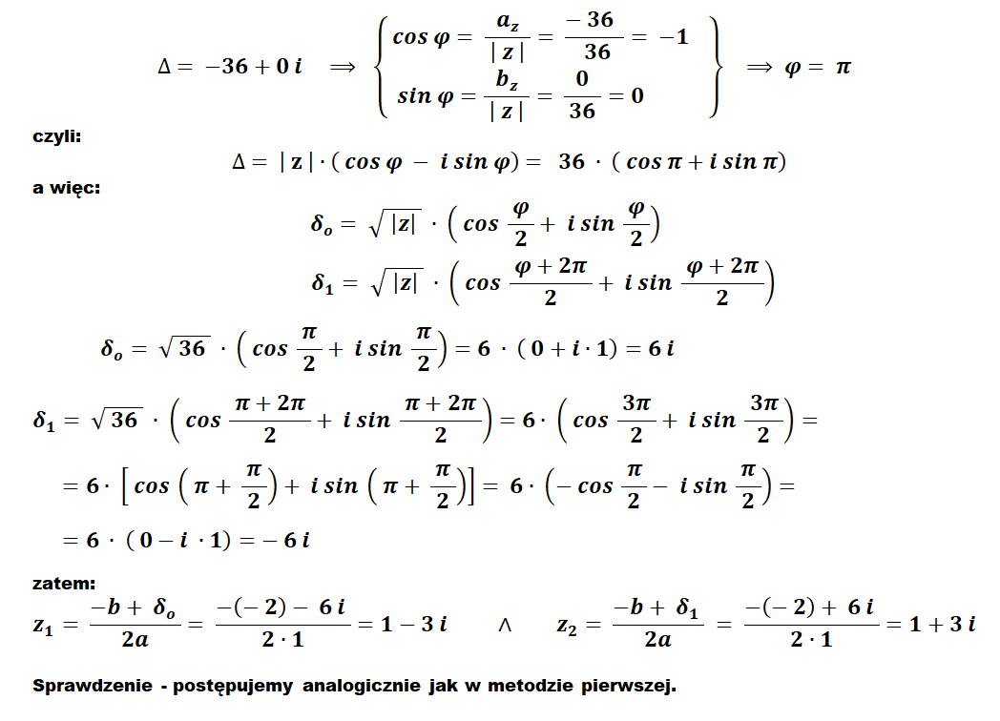 Δ = −36 + 0 i ⟹ { cos φ = a_z / |z| = −36 / 36 = −1 ; sin φ = b_z / |z| = 0 / 36 = 0 } ⟹ φ = π
czyli:
Δ = |z| · ( cos φ − i sin φ) = 36 · ( cos π + i sin π)
a więc:
δ_o = √|z| · ( cos φ/2 + i sin φ/2 )
δ_1 = √|z| · ( cos (φ + 2π)/2 + i sin (φ + 2π)/2 )
δ_o = √36 · ( cos π/2 + i sin π/2 ) = 6 · ( 0 + i · 1) = 6 i
δ_1 = √36 · ( cos (π + 2π)/2 + i sin (π + 2π)/2 ) = 6 · ( cos 3π/2 + i sin 3π/2 ) =
= 6 · [ cos ( π + π/2 ) + i sin ( π + π/2 ) ] = 6 · ( − cos π/2 − i sin π/2 ) =
= 6 · ( 0 − i · 1) = − 6 i
zatem:
z_1 = (−b + δ_o) / 2a = (−(− 2) − 6 i) / (2 · 1) = 1 − 3 i ∧ z_2 = (−b + δ_1) / 2a = (−(− 2) + 6 i) / (2 · 1) = 1 + 3 i
Sprawdzenie - postępujemy analogicznie jak w metodzie pierwszej.